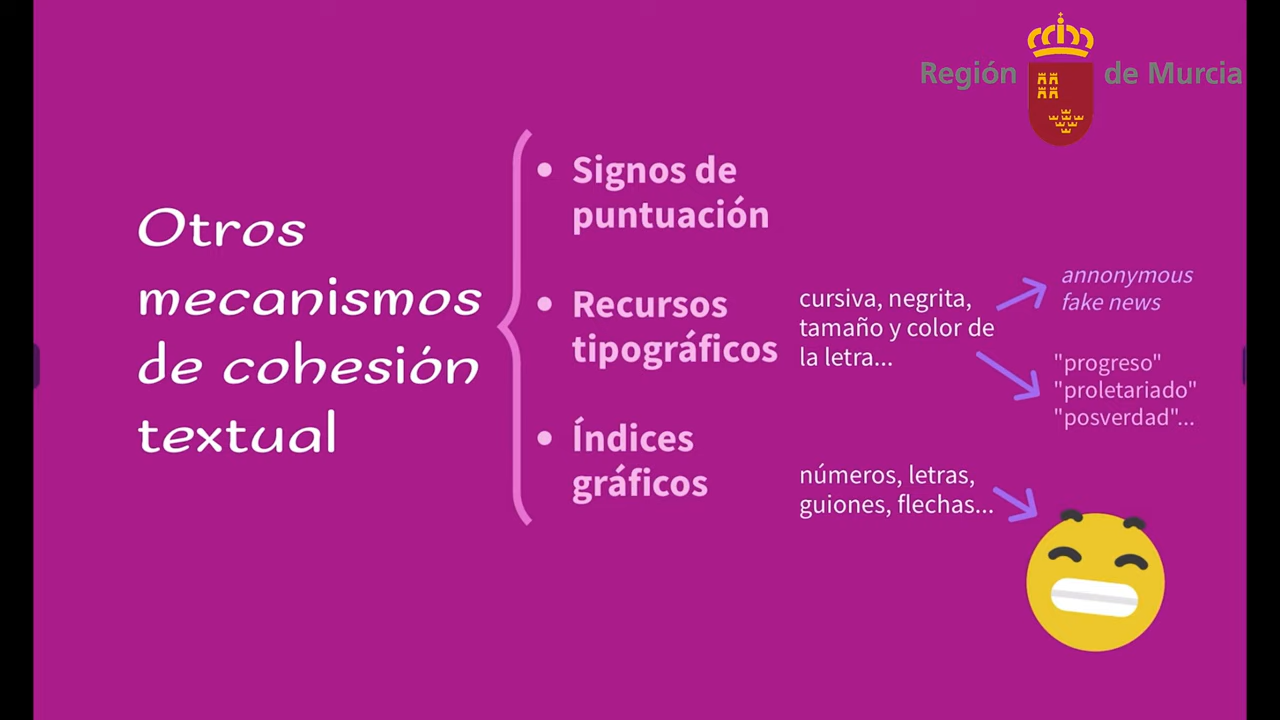 Región de Murcia
Otros
mecanismos
de cohesión
textual
• Signos de
puntuación
• Recursos
tipográficos
cursiva, negrita,
tamaño y color de
la letra...
annonymous
fake news
"progreso"
"proletariado"
"posverdad"...
• Índices
gráficos
números, letras,
guiones, flechas...